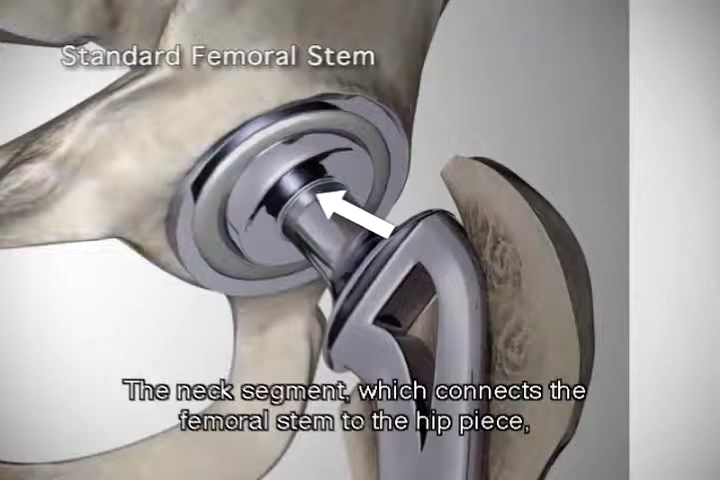 Standard Femoral Stem
The neck segment, which connects the
femoral stem to the hip piece,